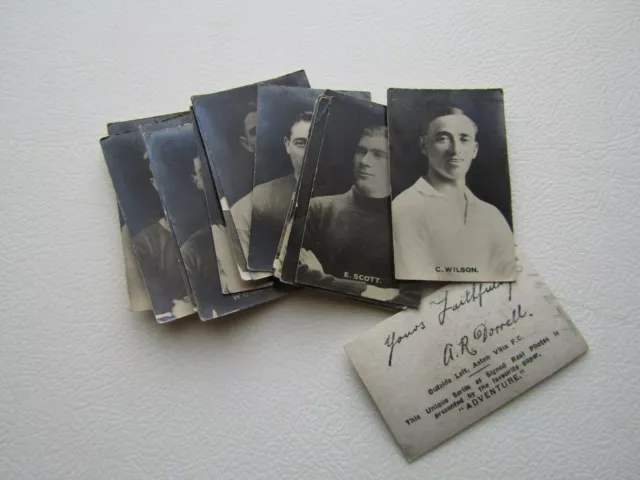 E. SCOTT.
C. WILSON.
W
Yours Faithfully
A.R. Dorrell.
Outside Left, Aston Villa F.C.
This Unique Series of Signed Real Photos is
presented by the favourite paper,
"ADVENTURE."